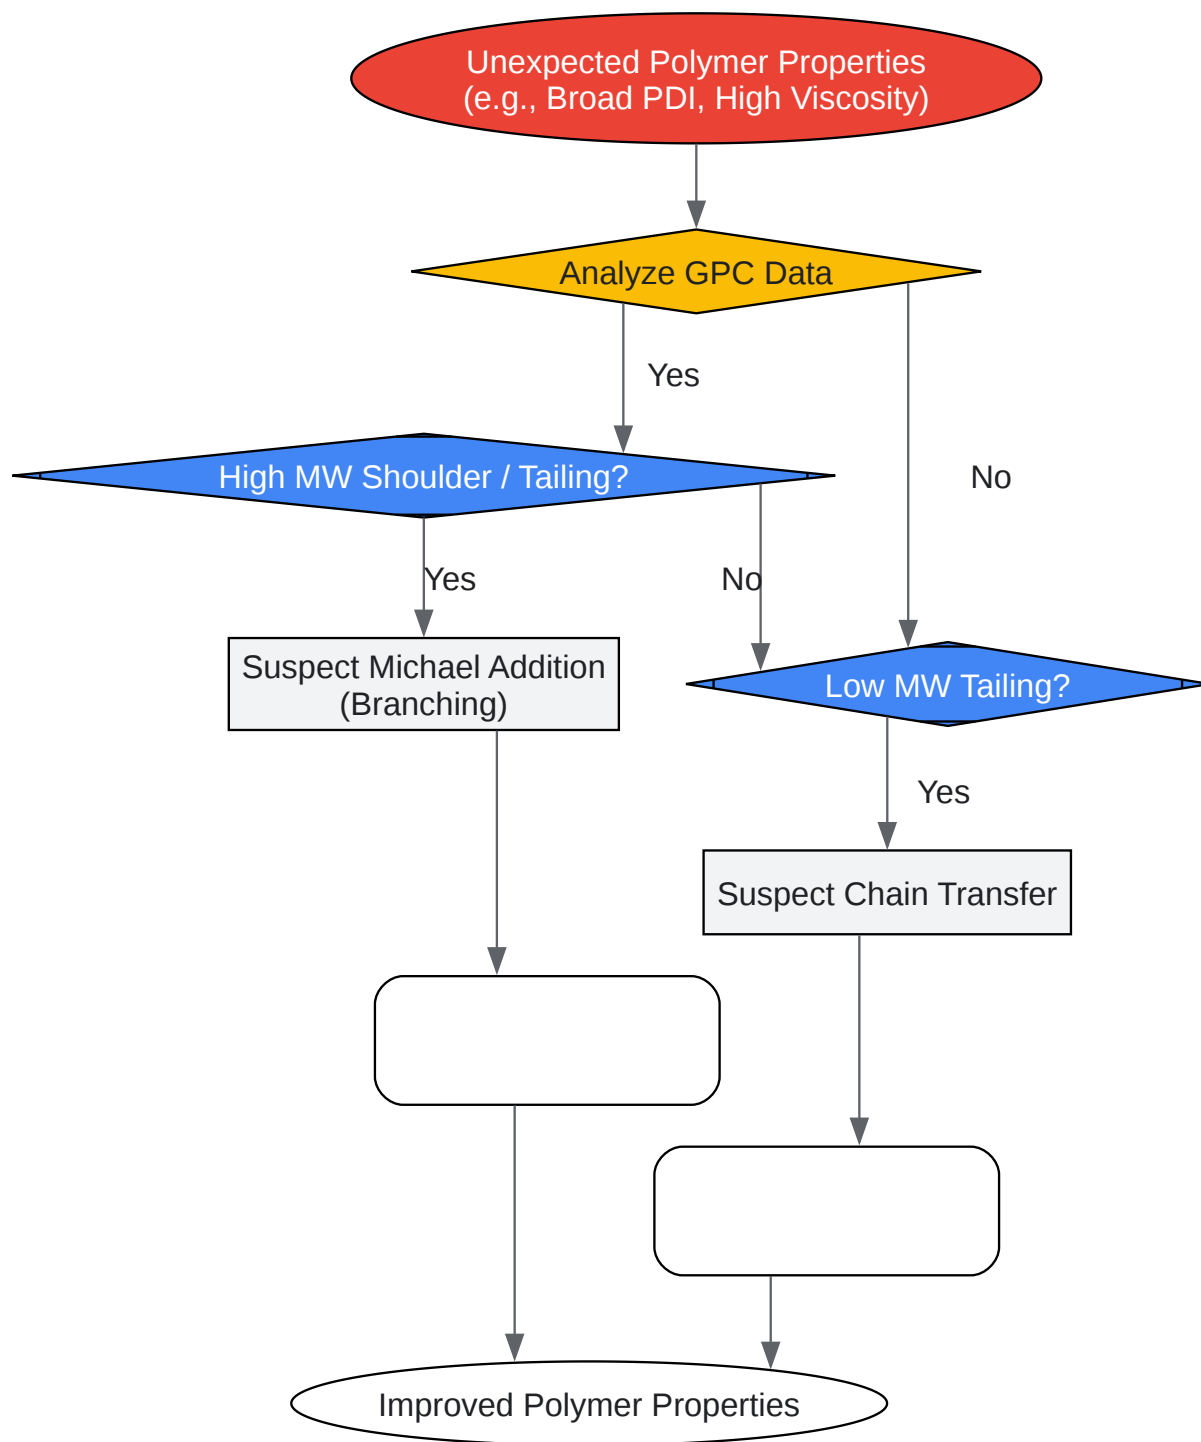 Unexpected Polymer Properties
(e.g., Broad PDI, High Viscosity)
Analyze GPC Data
Yes
High MW Shoulder / Tailing?
No
Yes
No
Suspect Michael Addition
(Branching)
Low MW Tailing?
Yes
Suspect Chain Transfer
Improved Polymer Properties